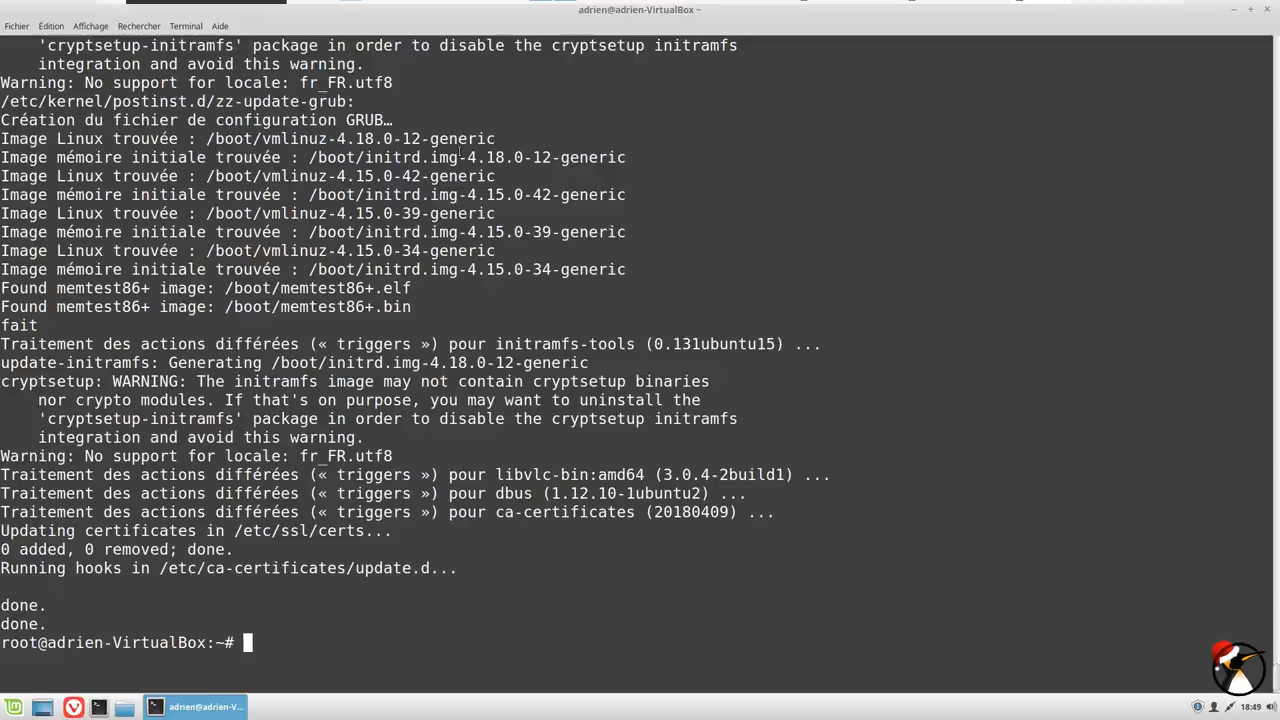 adrien@adrien-VirtualBox ~
Fichier Édition Affichage Rechercher Terminal Aide
'cryptsetup-initramfs' package in order to disable the cryptsetup initramfs
integration and avoid this warning.
Warning: No support for locale: fr_FR.utf8
/etc/kernel/postinst.d/zz-update-grub:
Création du fichier de configuration GRUB…
Image Linux trouvée : /boot/vmlinuz-4.18.0-12-generic
Image mémoire initiale trouvée : /boot/initrd.img-4.18.0-12-generic
Image Linux trouvée : /boot/vmlinuz-4.15.0-42-generic
Image mémoire initiale trouvée : /boot/initrd.img-4.15.0-42-generic
Image Linux trouvée : /boot/vmlinuz-4.15.0-39-generic
Image mémoire initiale trouvée : /boot/initrd.img-4.15.0-39-generic
Image Linux trouvée : /boot/vmlinuz-4.15.0-34-generic
Image mémoire initiale trouvée : /boot/initrd.img-4.15.0-34-generic
Found memtest86+ image: /boot/memtest86+.elf
Found memtest86+ image: /boot/memtest86+.bin
fait
Traitement des actions différées (« triggers ») pour initramfs-tools (0.131ubuntu15) ...
update-initramfs: Generating /boot/initrd.img-4.18.0-12-generic
cryptsetup: WARNING: The initramfs image may not contain cryptsetup binaries
nor crypto modules. If that's on purpose, you may want to uninstall the
'cryptsetup-initramfs' package in order to disable the cryptsetup initramfs
integration and avoid this warning.
Warning: No support for locale: fr_FR.utf8
Traitement des actions différées (« triggers ») pour libvlc-bin:amd64 (3.0.4-2build1) ...
Traitement des actions différées (« triggers ») pour dbus (1.12.10-1ubuntu2) ...
Traitement des actions différées (« triggers ») pour ca-certificates (20180409) ...
Updating certificates in /etc/ssl/certs...
0 added, 0 removed; done.
Running hooks in /etc/ca-certificates/update.d...
done.
done.
root@adrien-VirtualBox:~#
adrien@adrien-V...
18:49